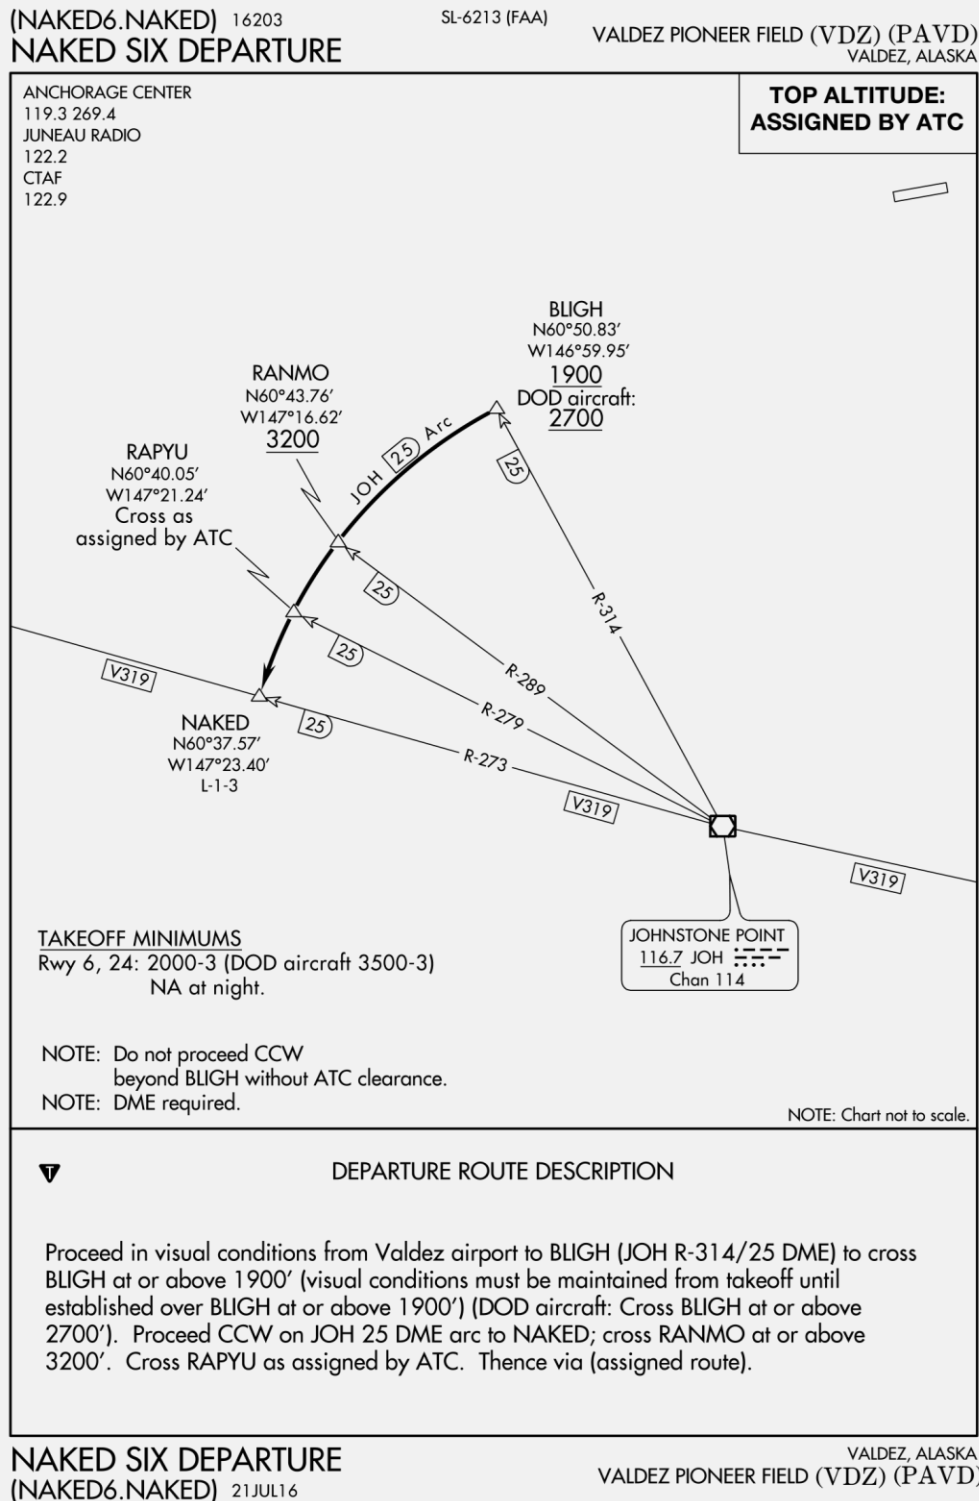 (NAKED6.NAKED) 16203
SL-6213 (FAA)
VALDEZ PIONEER FIELD (VDZ) (PAVD)
NAKED SIX DEPARTURE
VALDEZ, ALASKA
ANCHORAGE CENTER
119.3 269.4
JUNEAU RADIO
122.2
CTAF
122.9
TOP ALTITUDE:
ASSIGNED BY ATC
BLIGH
N60°50.83’
W146°59.95’
1900
DOD aircraft:
2700
RANMO
N60°43.76’
W147°16.62’
3200
JOH 25 Arc
25
RAPYU
N60°40.05’
W147°21.24’
Cross as
assigned by ATC
25
R-314
25
V319
R-289
NAKED
N60°37.57’
W147°23.40’
L-1-3
25
R-279
R-273
V319
V319
JOHNSTONE POINT
116.7 JOH
Chan 114
TAKEOFF MINIMUMS
Rwy 6, 24: 2000-3 (DOD aircraft 3500-3)
NA at night.
NOTE: Do not proceed CCW
beyond BLIGH without ATC clearance.
NOTE: DME required.
NOTE: Chart not to scale.
T
DEPARTURE ROUTE DESCRIPTION
Proceed in visual conditions from Valdez airport to BLIGH (JOH R-314/25 DME) to cross
BLIGH at or above 1900’ (visual conditions must be maintained from takeoff until
established over BLIGH at or above 1900’) (DOD aircraft: Cross BLIGH at or above
2700’). Proceed CCW on JOH 25 DME arc to NAKED; cross RANMO at or above
3200’. Cross RAPYU as assigned by ATC. Thence via (assigned route).
NAKED SIX DEPARTURE
VALDEZ, ALASKA
(NAKED6.NAKED) 21JUL16
VALDEZ PIONEER FIELD (VDZ) (PAVD)